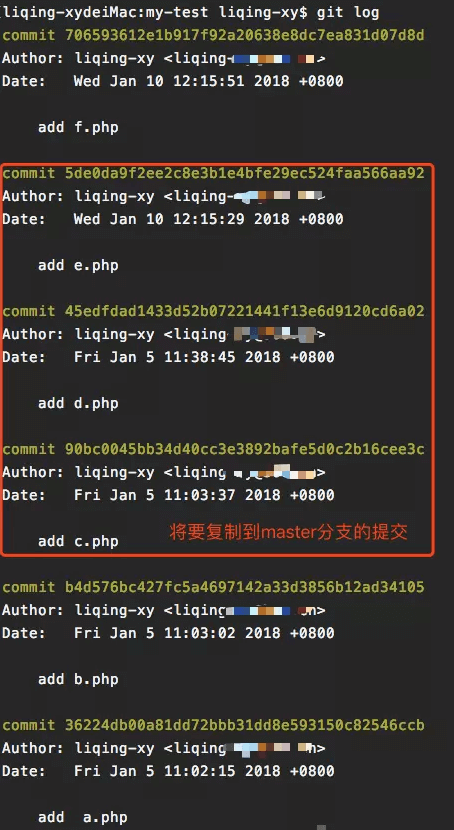 (liqing-xydeiMac:my-test liqing-xy$ git log
commit 706593612e1b917f92a20638e8dc7ea831d07d8d
Author: liqing-xy <liqing- >
Date: Wed Jan 10 12:15:51 2018 +0800
add f.php
commit 5de0da9f2ee2c8e3b1e4bfe29ec524faa566aa92
Author: liqing-xy <liqing-
Date: Wed Jan 10 12:15:29 2018 +0800
add e.php
commit 45edfdad1433d52b07221441f13e6d9120cd6a02
Author: liqing-xy <liqing >
Date: Fri Jan 5 11:38:45 2018 +0800
add d.php
commit 90bc0045bb34d40cc3e3892bafe5d0c2b16cee3c
Author: liqing-xy <liqing >
Date: Fri Jan 5 11:03:37 2018 +0800
将要复制到master分支的提交
add c.php
commit b4d576bc427fc5a4697142a33d3856b12ad34105
Author: liqing-xy <liqing >
Date: Fri Jan 5 11:03:02 2018 +0800
add b.php
commit 36224db00a81dd72bbb31dd8e593150c82546ccb
Author: liqing-xy <liqing >
Date: Fri Jan 5 11:02:15 2018 +0800
add a.php